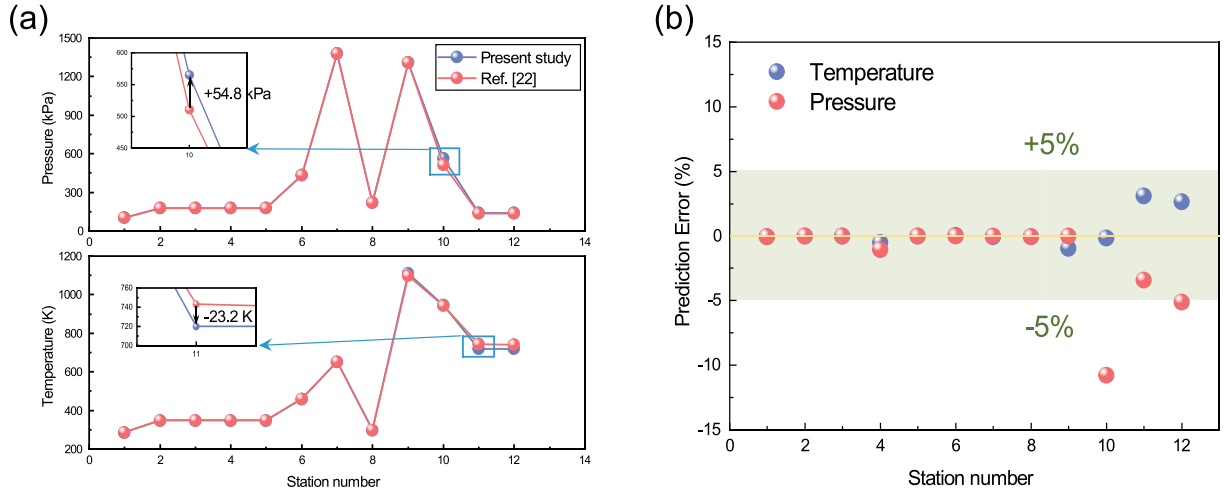 (a)
1500
1200
900
600
300
0
Pressure (kPa)
600
550
500
450
10
+54.8 kPa
Present study
Ref. [22]
0 2 4 6 8 10 12 14
1200
1000
800
600
400
200
Temperature (K)
760
740
720
700
11
-23.2 K
0 2 4 6 8 10 12 14
Station number
(b)
15
10
5
0
-5
-10
-15
Prediction Error (%)
Temperature
Pressure
+5%
-5%
0 2 4 6 8 10 12
Station number